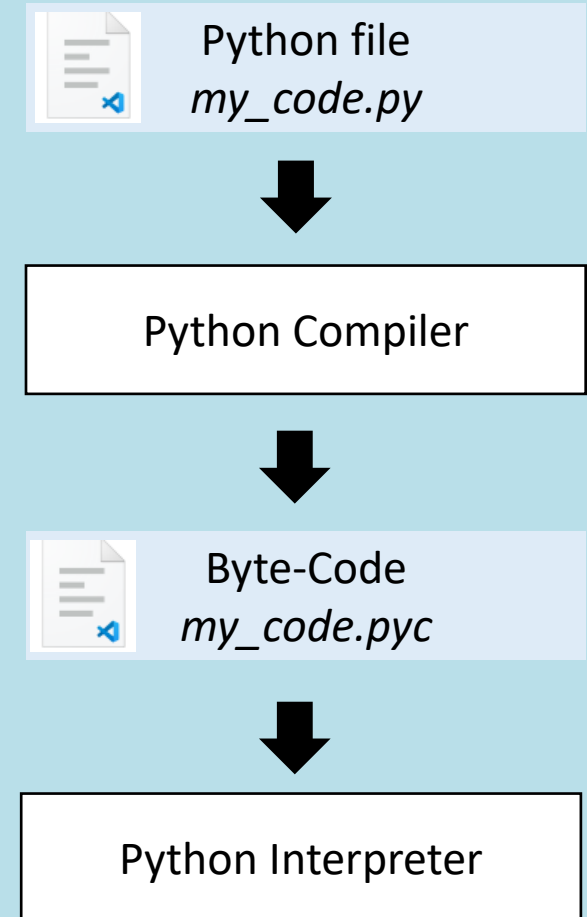 Python file
my_code.py
Python Compiler
Byte-Code
my_code.pyc
Python Interpreter